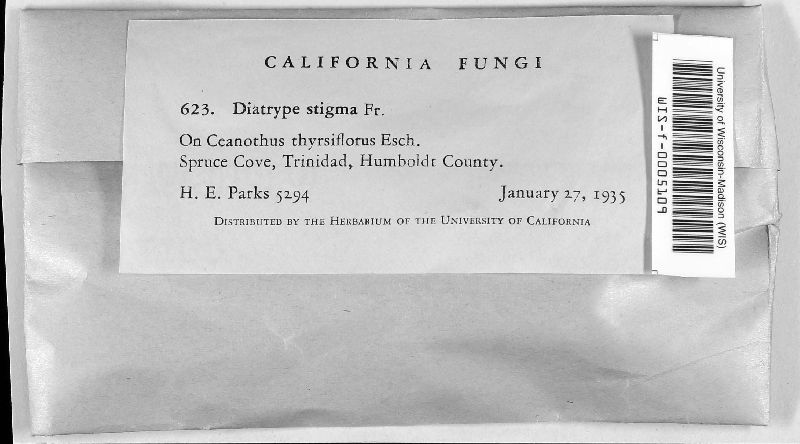 CALIFORNIA FUNGI
623. Diatrype stigma Fr.
On Ceanothus thyrsiflorus Esch.
Spruce Cove, Trinidad, Humboldt County.
H. E. Parks 5294 January 27, 1935
DISTRIBUTED BY THE HERBARIUM OF THE UNIVERSITY OF CALIFORNIA
University of Wisconsin-Madison (WIS)
WIS-f-0005109